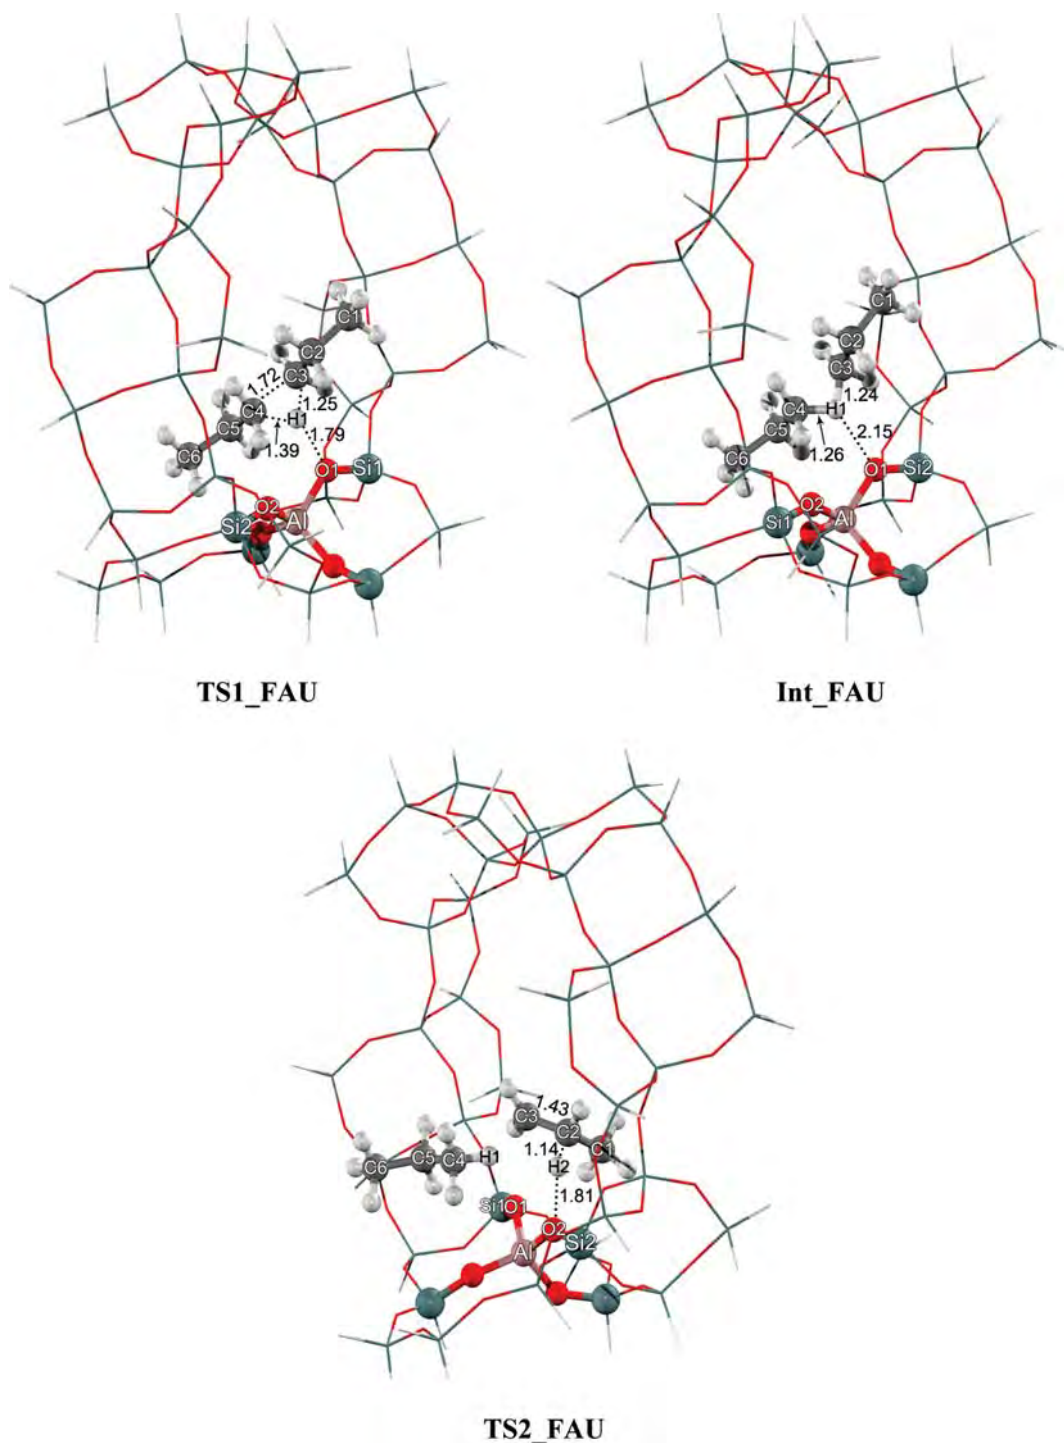 C1
C2
C3
1.72
1.25
C4
H1
C5
1.39
1.79
C6
O1
Si1
O2
Si2
Al
TS1_FAU
C1
C2
C3
1.24
C4
H1
C5
2.15
C6
1.26
O1
Si2
O2
Si1
Al
Int_FAU
1.43
C3
C2
1.14
C1
H1
C5
C4
C6
H2
1.81
Si1
O1
O2
Si2
Al
TS2_FAU